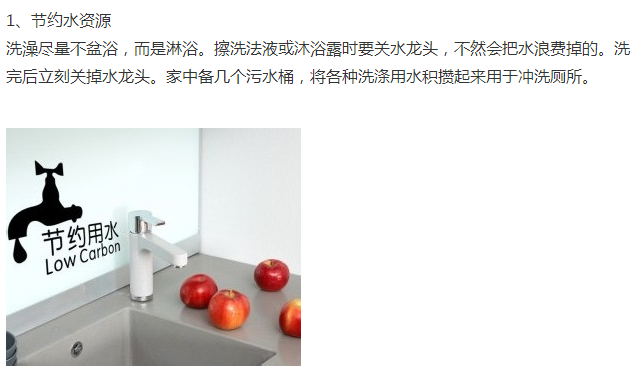 1、节约水资源
洗澡尽量不盆浴，而是淋浴。擦洗法液或沐浴露时要关水龙头，不然会把水浪费掉的。洗
完后立刻关掉水龙头。家中备几个污水桶，将各种洗涤用水积攒起来用于冲洗厕所。
节约用水
Low Carbon